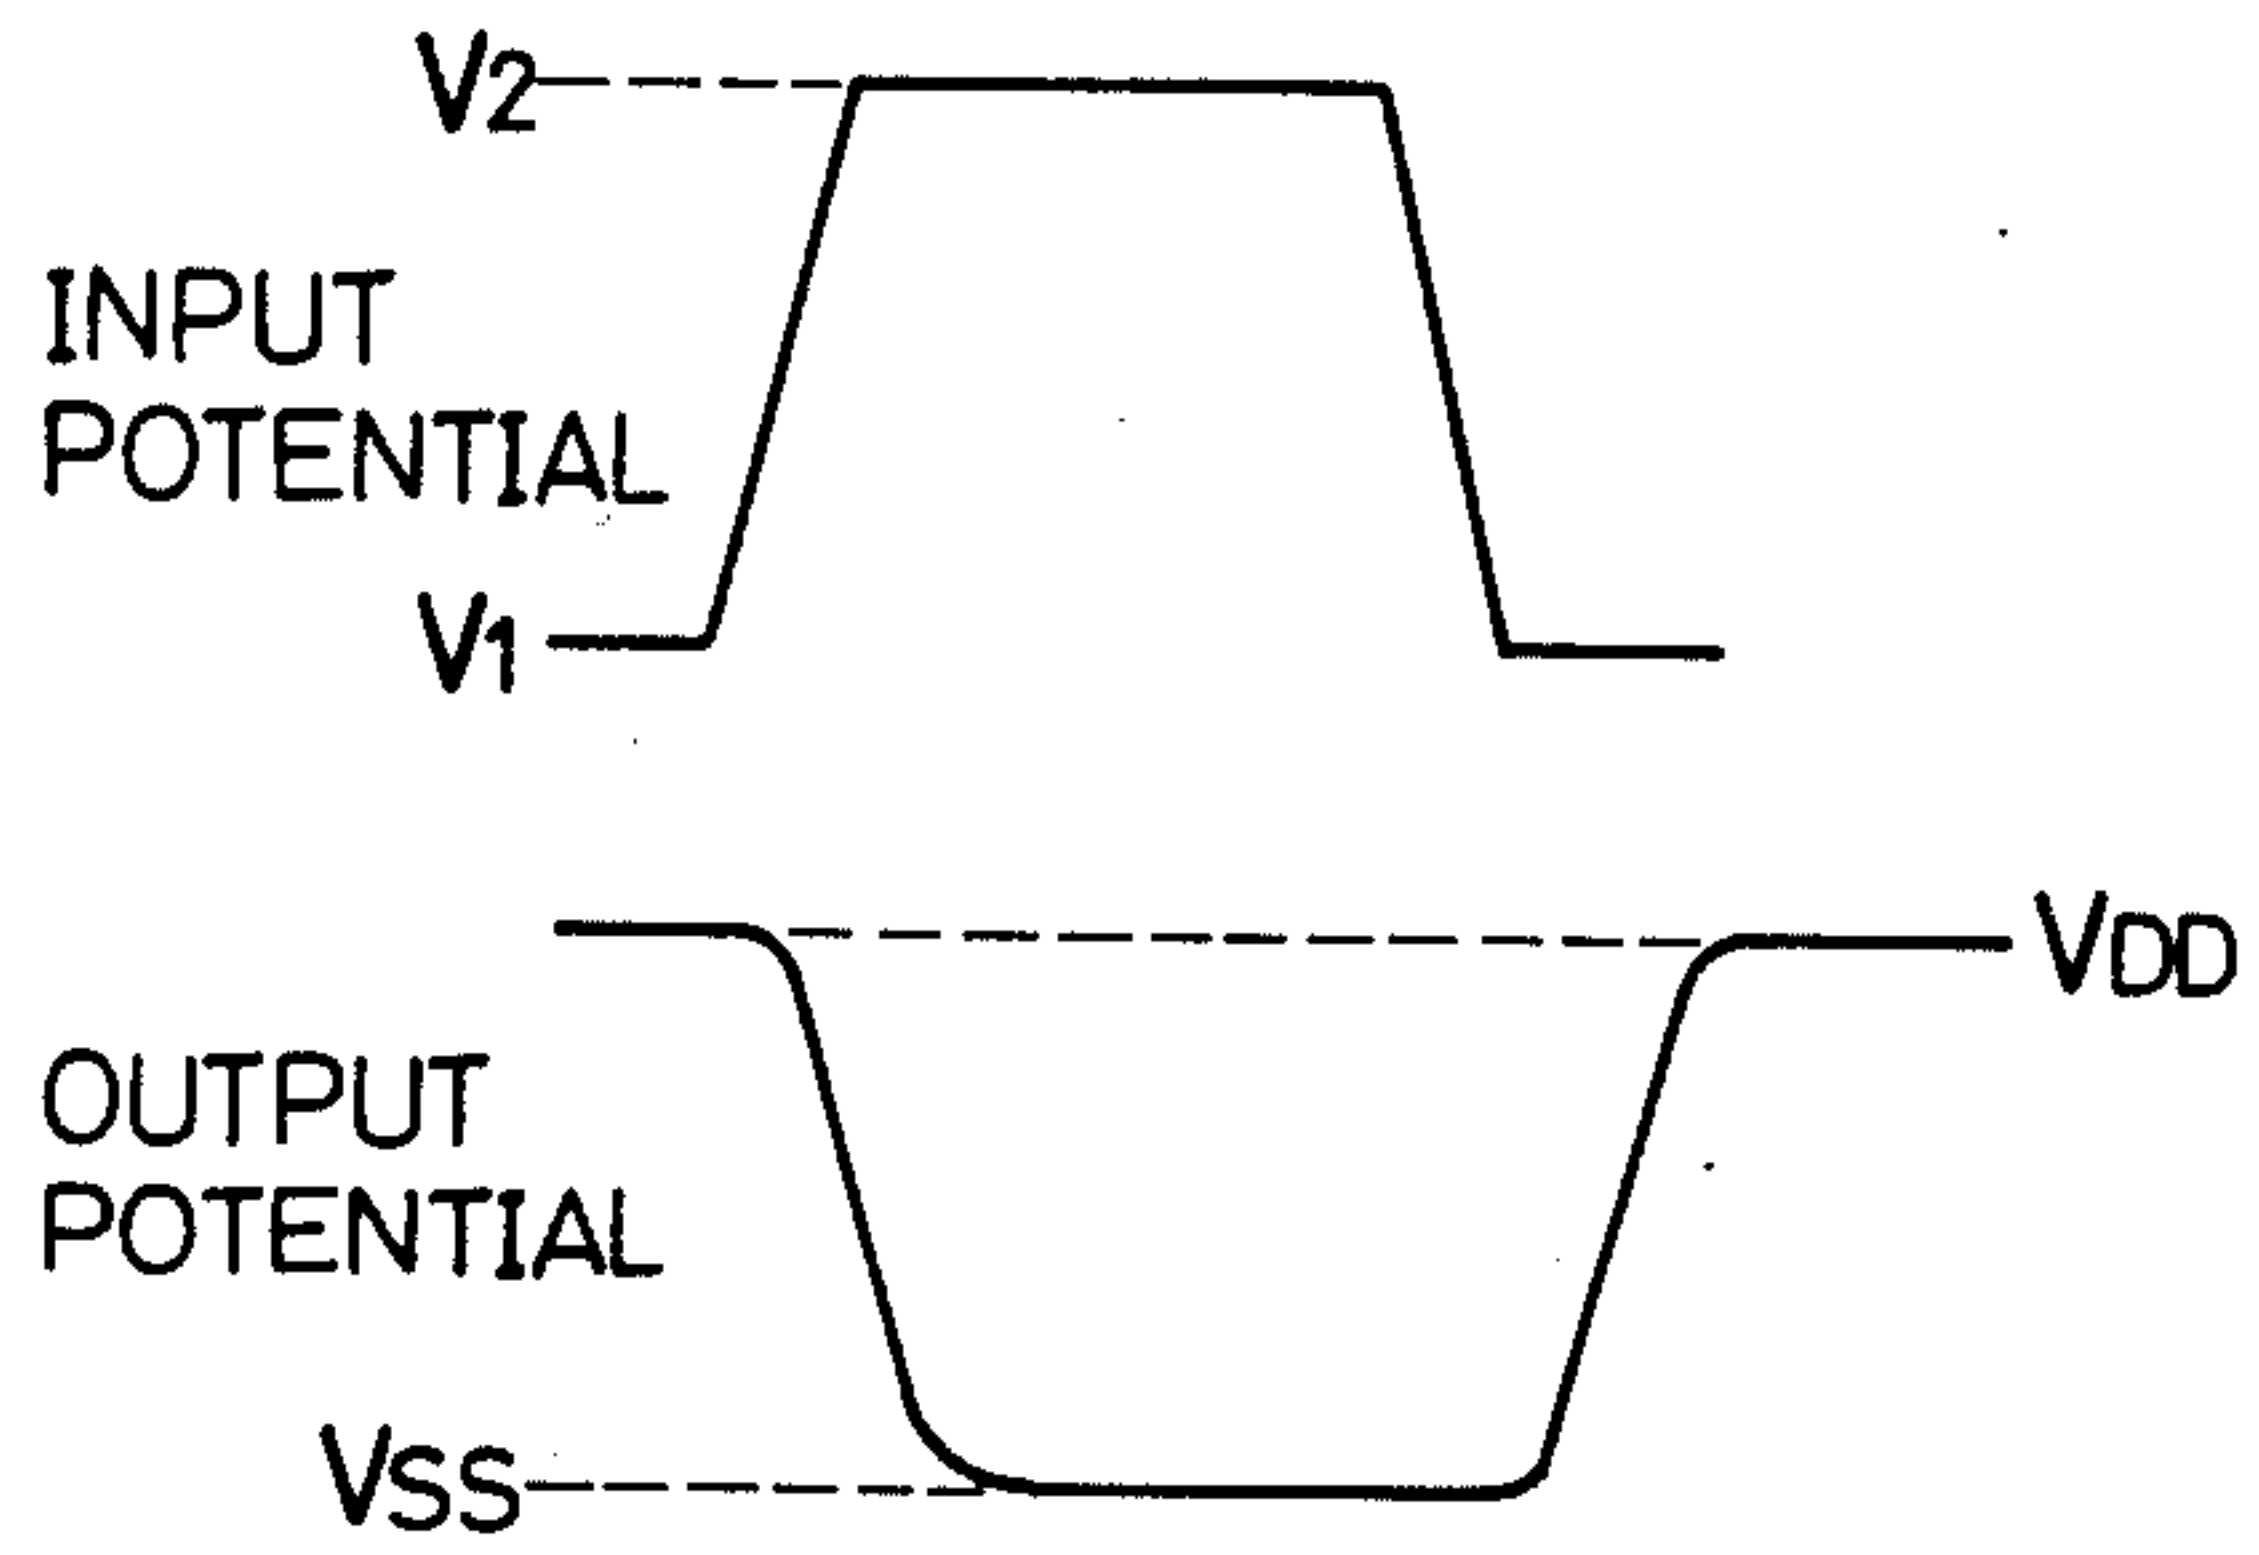 V2
INPUT
POTENTIAL
V1
VDD
OUTPUT
POTENTIAL
VSS